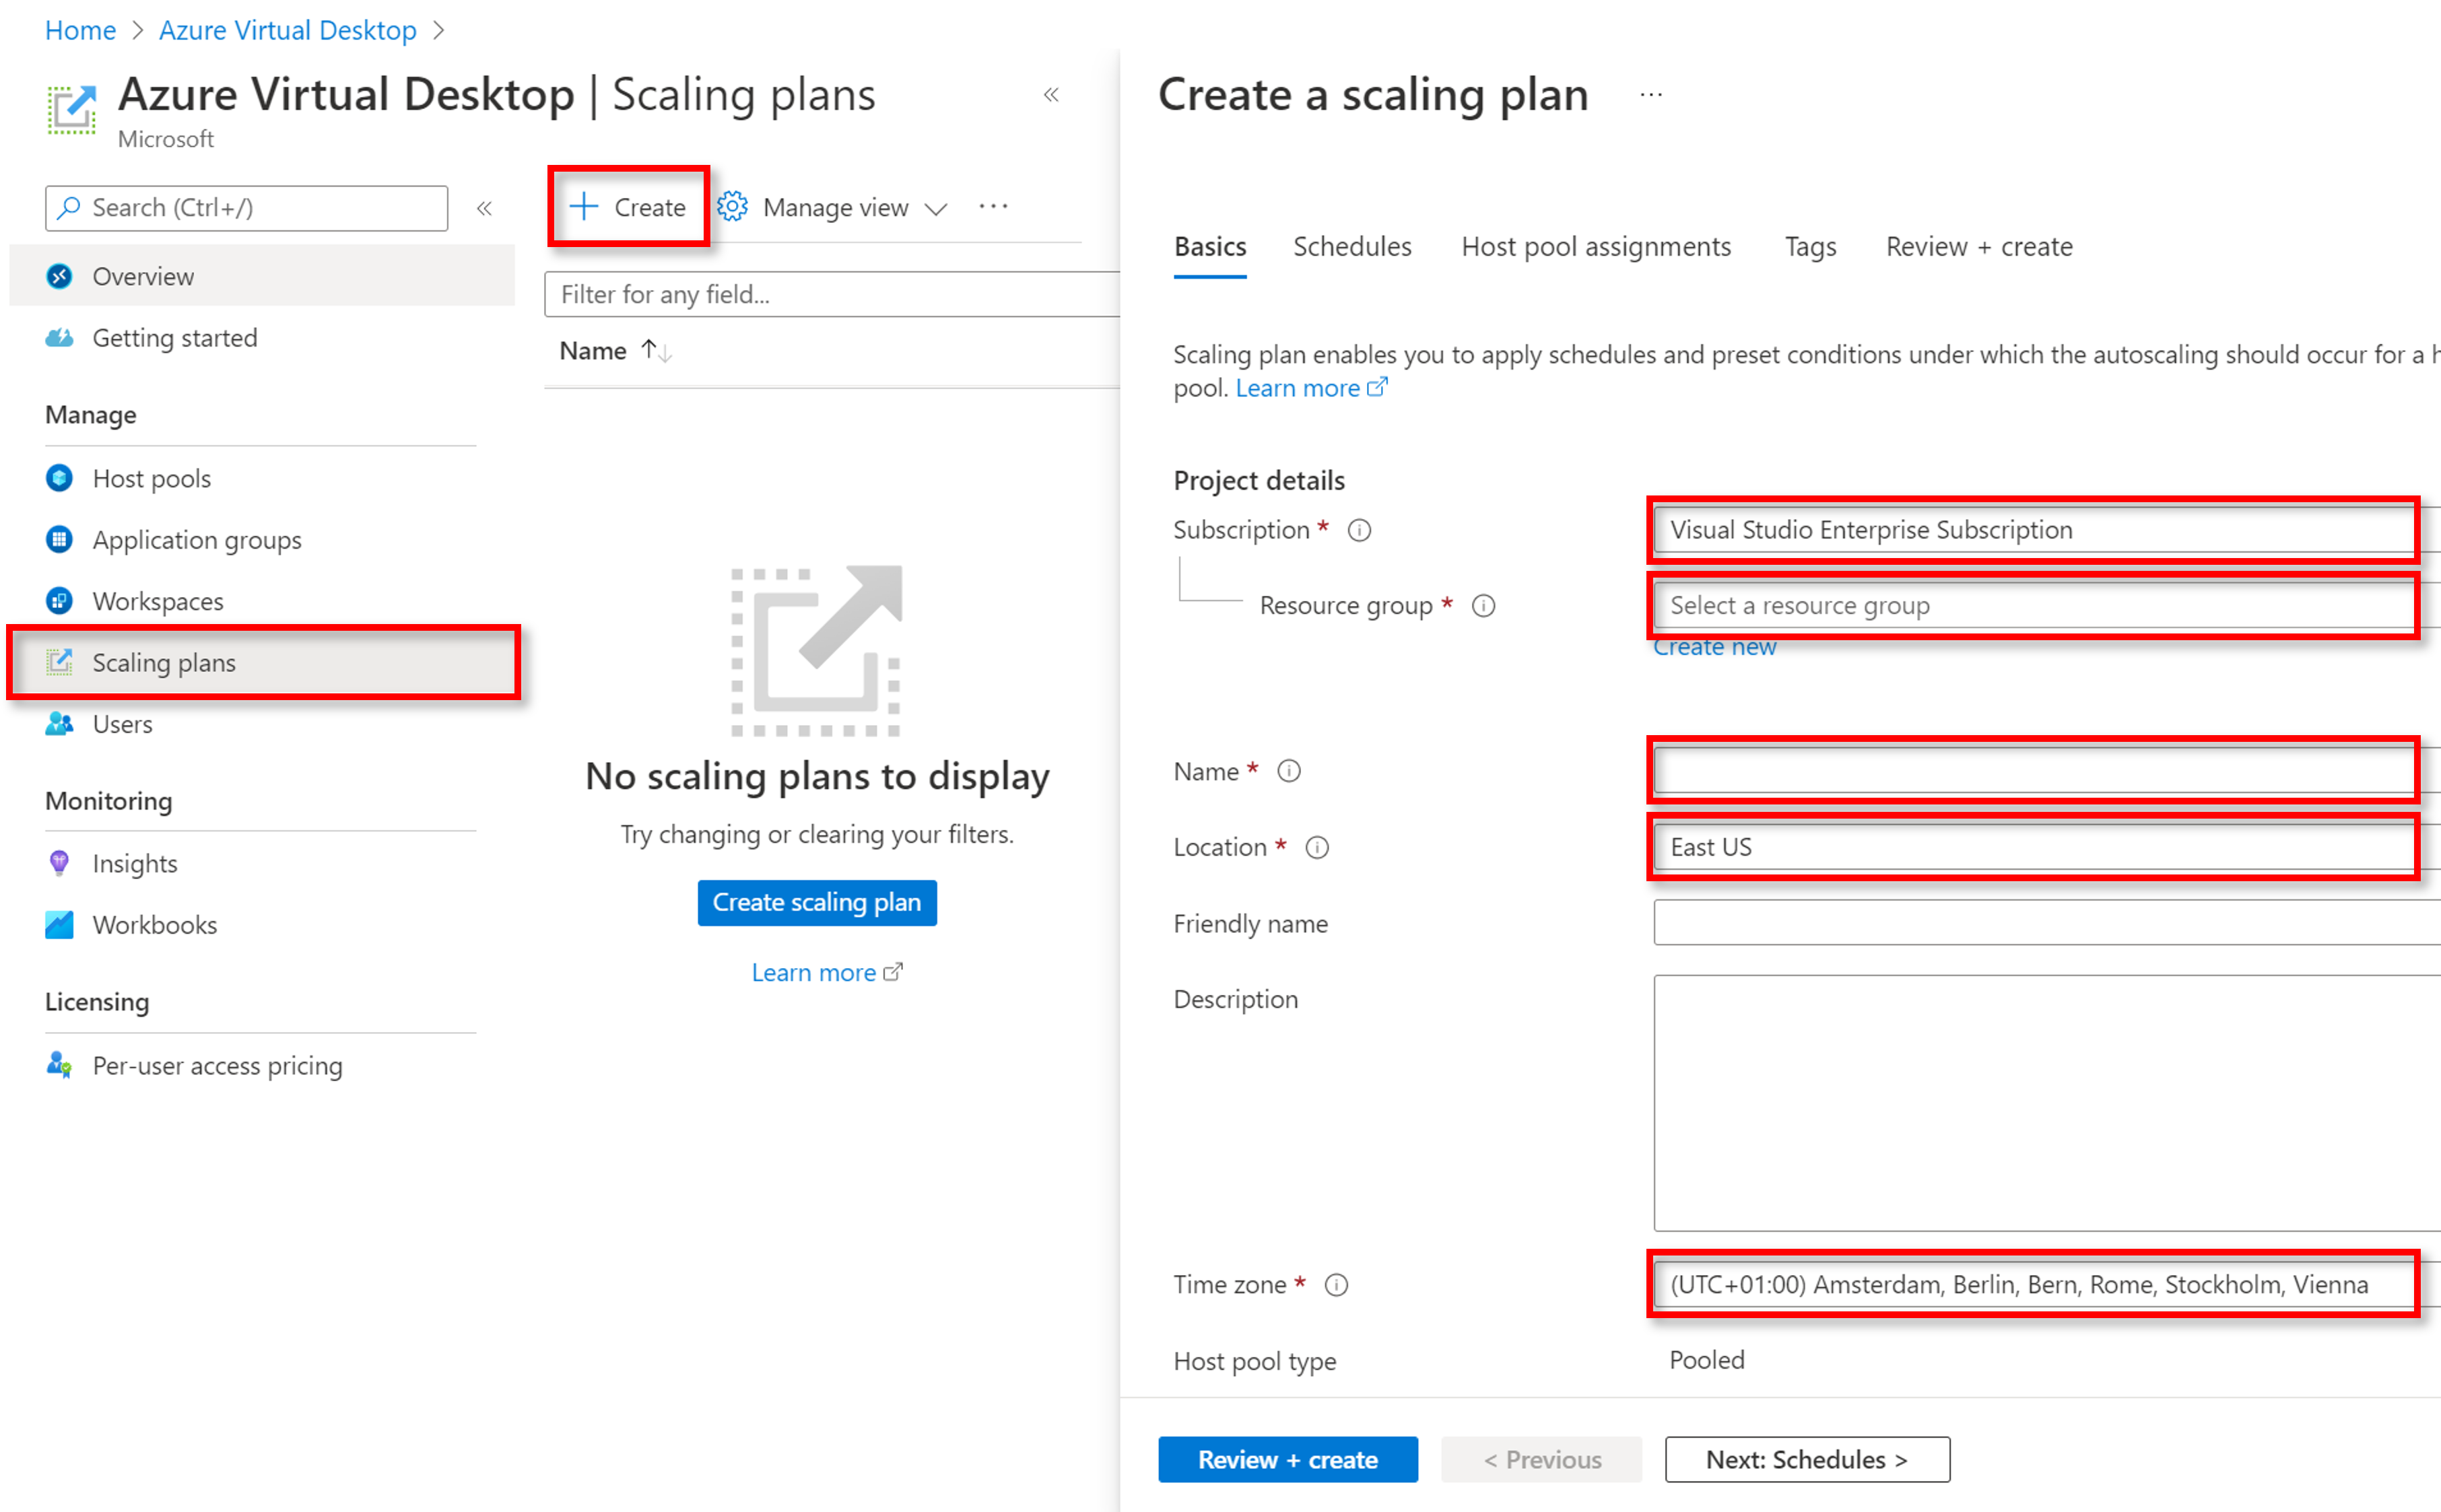 Home > Azure Virtual Desktop >
Azure Virtual Desktop | Scaling plans
Microsoft
Search (Ctrl+/)
Overview
Getting started
Manage
Host pools
Application groups
Workspaces
Scaling plans
Users
Monitoring
Insights
Workbooks
Licensing
Per-user access pricing
+ Create
Manage view
Filter for any field...
Name
No scaling plans to display
Try changing or clearing your filters.
Create scaling plan
Learn more
Create a scaling plan
Basics
Schedules
Host pool assignments
Tags
Review + create
Scaling plan enables you to apply schedules and preset conditions under which the autoscaling should occur for a
pool. Learn more
Project details
Subscription *
Visual Studio Enterprise Subscription
Resource group *
Select a resource group
Create new
Name *
Location *
East US
Friendly name
Description
Time zone *
(UTC+01:00) Amsterdam, Berlin, Bern, Rome, Stockholm, Vienna
Host pool type
Pooled
Review + create
< Previous
Next: Schedules >